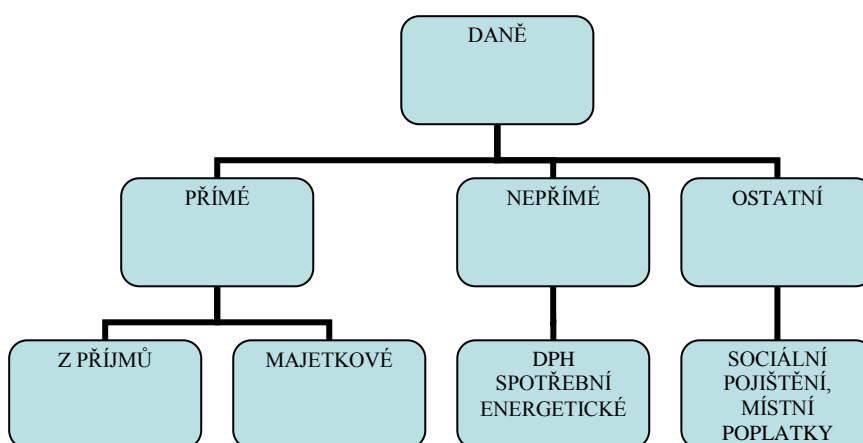 DANĚ
PŘÍMÉ
NEPŘÍMÉ
OSTATNÍ
Z PŘÍJMŮ
MAJETKOVÉ
DPH
SPOTŘEBNÍ
ENERGETICKÉ
SOCIÁLNÍ
POJIŠTĚNÍ,
MÍSTNÍ
POPLATKY